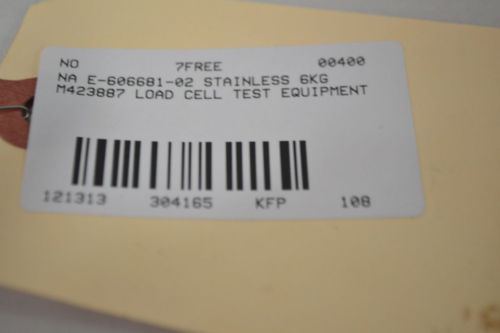 NO 7FREE 00400
NA E-606681-02 STAINLESS 6KG
M423887 LOAD CELL TEST EQUIPMENT
121313 304165 KFP 108